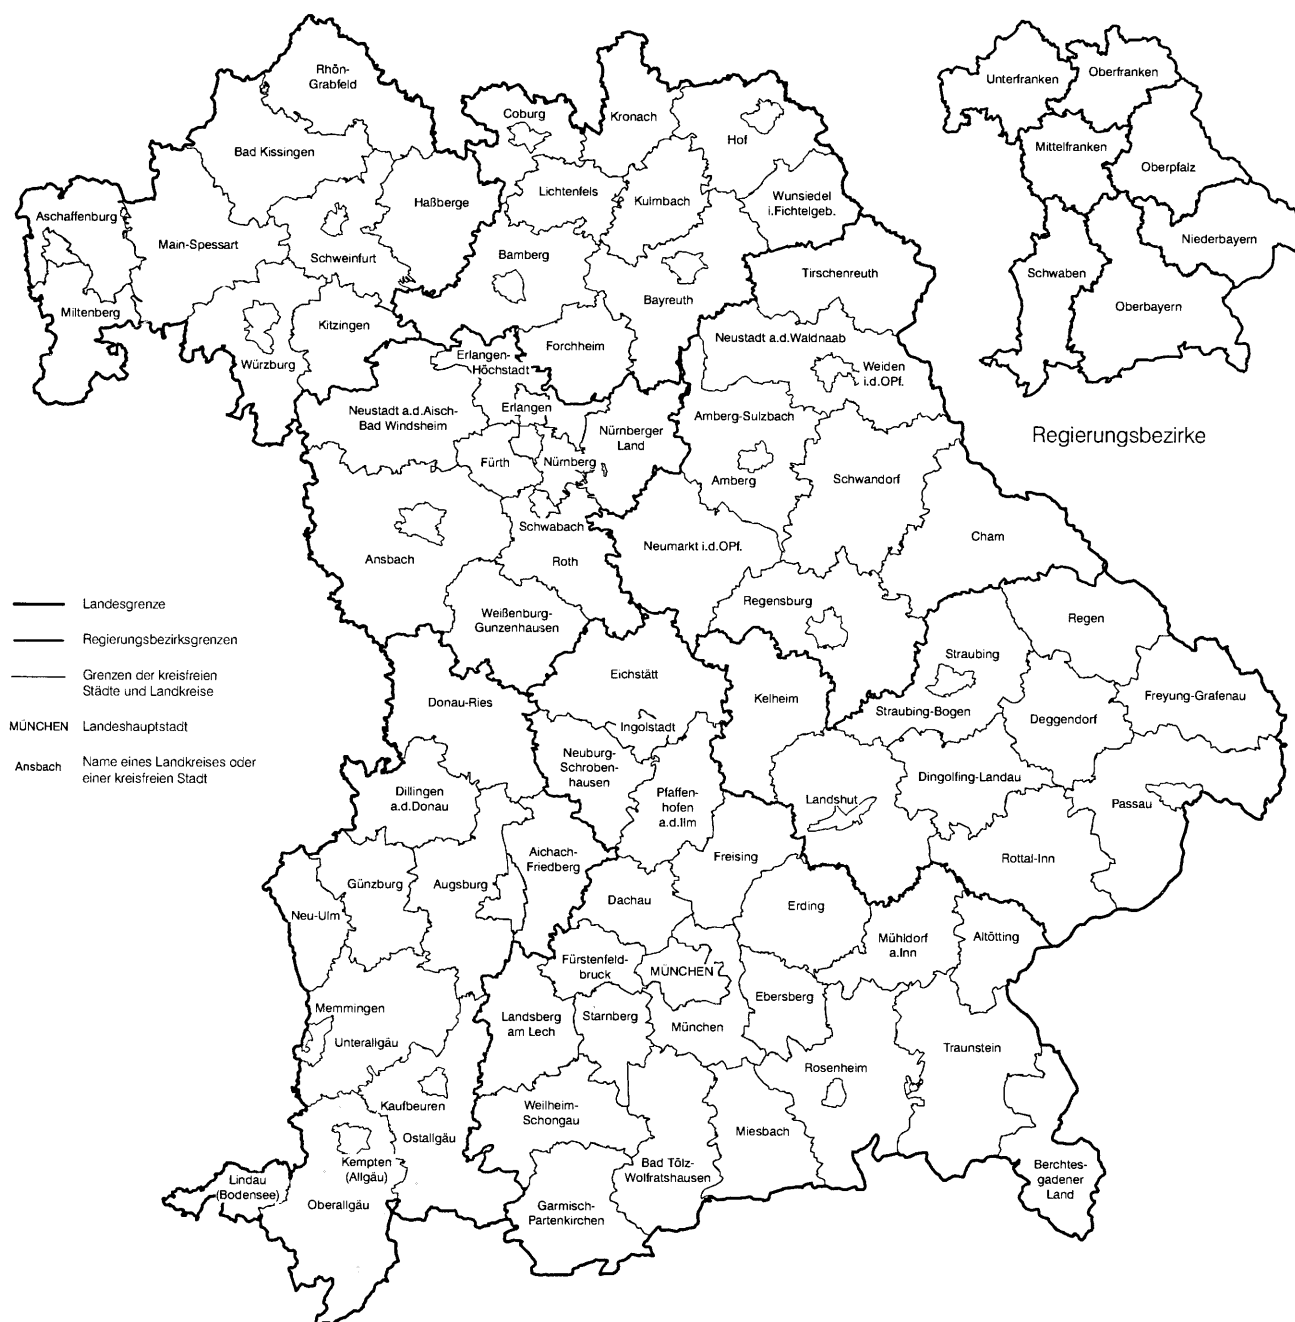 Rhön-
Grabfeld
Coburg
Kronach
Hof
Bad Kissingen
Lichtenfels
Kulmbach
Wunsiedel
i.Fichtelgeb.
Haßberge
Aschaffenburg
Main-Spessart
Schweinfurt
Bamberg
Bayreuth
Tirschenreuth
Miltenberg
Kitzingen
Würzburg
Forchheim
Erlangen-
Höchstadt
Neustadt a.d.Waldnaab
Weiden
i.d.OPf.
Neustadt a.d.Aisch-
Bad Windsheim
Erlangen
Nürnberger
Land
Amberg-Sulzbach
Fürth
Nürnberg
Amberg
Schwandorf
Schwabach
Ansbach
Roth
Neumarkt i.d.OPf.
Cham
Weißenburg-
Gunzenhausen
Regensburg
Regen
Straubing
Eichstätt
Kelheim
Donau-Ries
Straubing-Bogen
Deggendorf
Freyung-Grafenau
Ingolstadt
Neuburg-
Schroben-
hausen
Dingolfing-Landau
Dillingen
a.d.Donau
Pfaffen-
hofen
a.d.Ilm
Landshut
Passau
Aichach-
Friedberg
Freising
Rottal-Inn
Günzburg
Augsburg
Dachau
Erding
Neu-Ulm
Mühldorf
a.Inn
Altötting
Fürstenfeld-
bruck
MÜNCHEN
Ebersberg
Memmingen
Landsberg
am Lech
Starnberg
München
Unterallgäu
Traunstein
Rosenheim
Kaufbeuren
Weilheim-
Schongau
Ostallgäu
Miesbach
Kempten
(Allgäu)
Bad Tölz-
Wolfratshausen
Berchtes-
gadener
Land
Lindau
(Bodensee)
Oberallgäu
Garmisch-
Partenkirchen
Unterfranken
Oberfranken
Mittelfranken
Oberpfalz
Niederbayern
Schwaben
Oberbayern
Regierungsbezirke
Landesgrenze
Regierungsbezirksgrenzen
Grenzen der kreisfreien
Städte und Landkreise
MÜNCHEN Landeshauptstadt
Ansbach Name eines Landkreises oder
einer kreisfreien Stadt